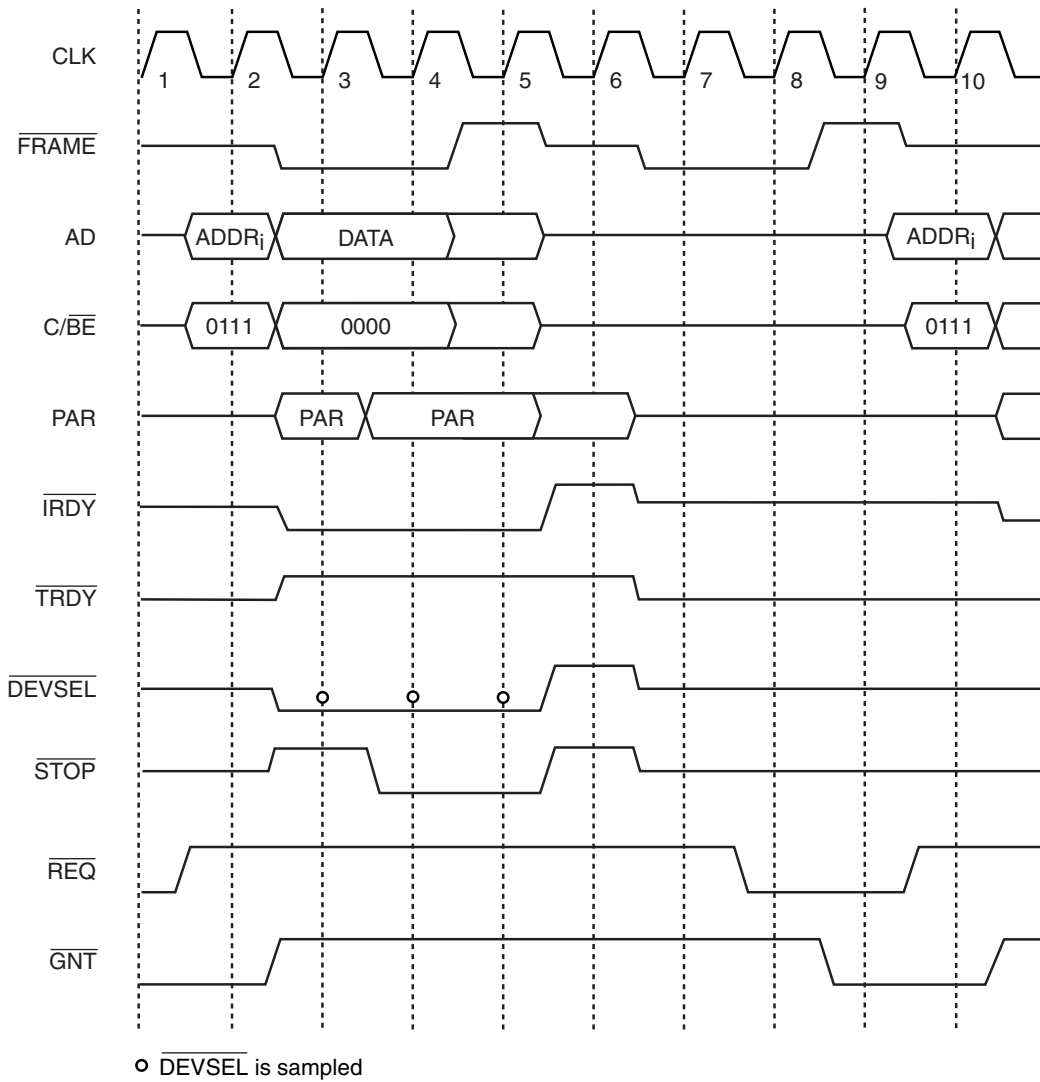 CLK
1 2 3 4 5 6 7 8 9 10
FRAME
AD ADDRi DATA ADDRi
C/BE 0111 0000 0111
PAR PAR PAR
IRDY
TRDY
DEVSEL
STOP
REQ
GNT
DEVSEL is sampled